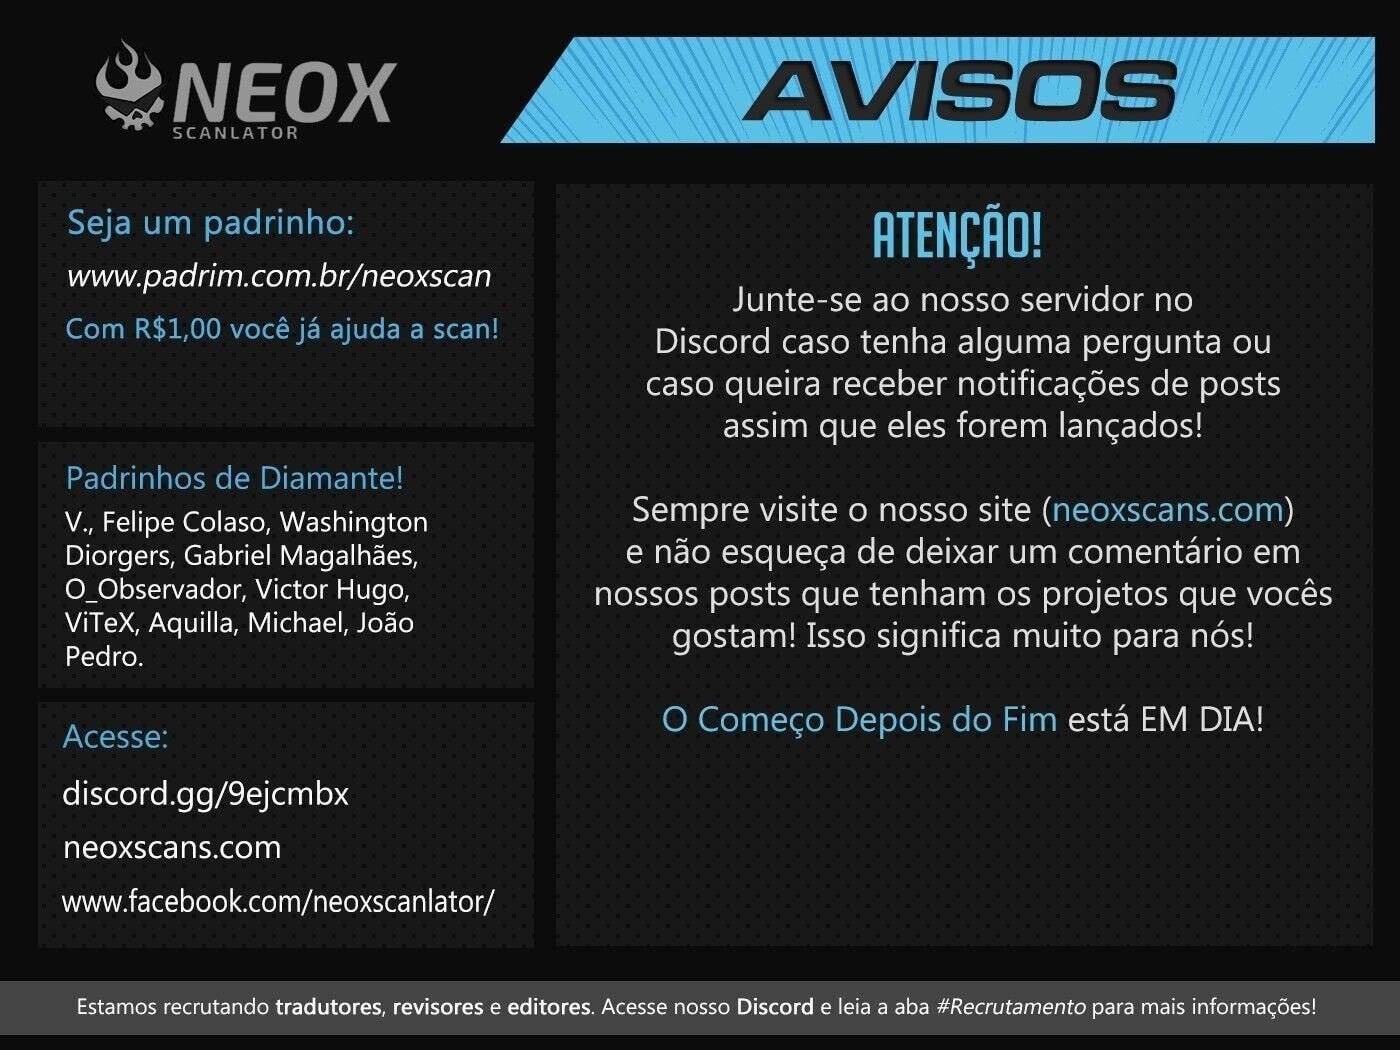 NEOX
SCANLATOR
AVISOS
Seja um padrinho:
www.padrim.com.br/neoxscan
Com R$1,00 você já ajuda a scan!
Padrinhos de Diamante!
V., Felipe Colaso, Washington
Diorgers, Gabriel Magalhães,
O_Observador, Victor Hugo,
ViTeX, Aquilla, Michael, João
Pedro.
Acesse:
discord.gg/9ejcmbx
neoxscans.com
www.facebook.com/neoxscanlator/
ATENÇÃO!
Junte-se ao nosso servidor no
Discord caso tenha alguma pergunta ou
caso queira receber notificações de posts
assim que eles forem lançados!
Sempre visite o nosso site (neoxscans.com)
e não esqueça de deixar um comentário em
nossos posts que tenham os projetos que vocês
gostam! Isso significa muito para nós!
O Começo Depois do Fim está EM DIA!
Estamos recrutando tradutores, revisores e editores. Acesse nosso Discord e leia a aba #Recrutamento para mais informações!